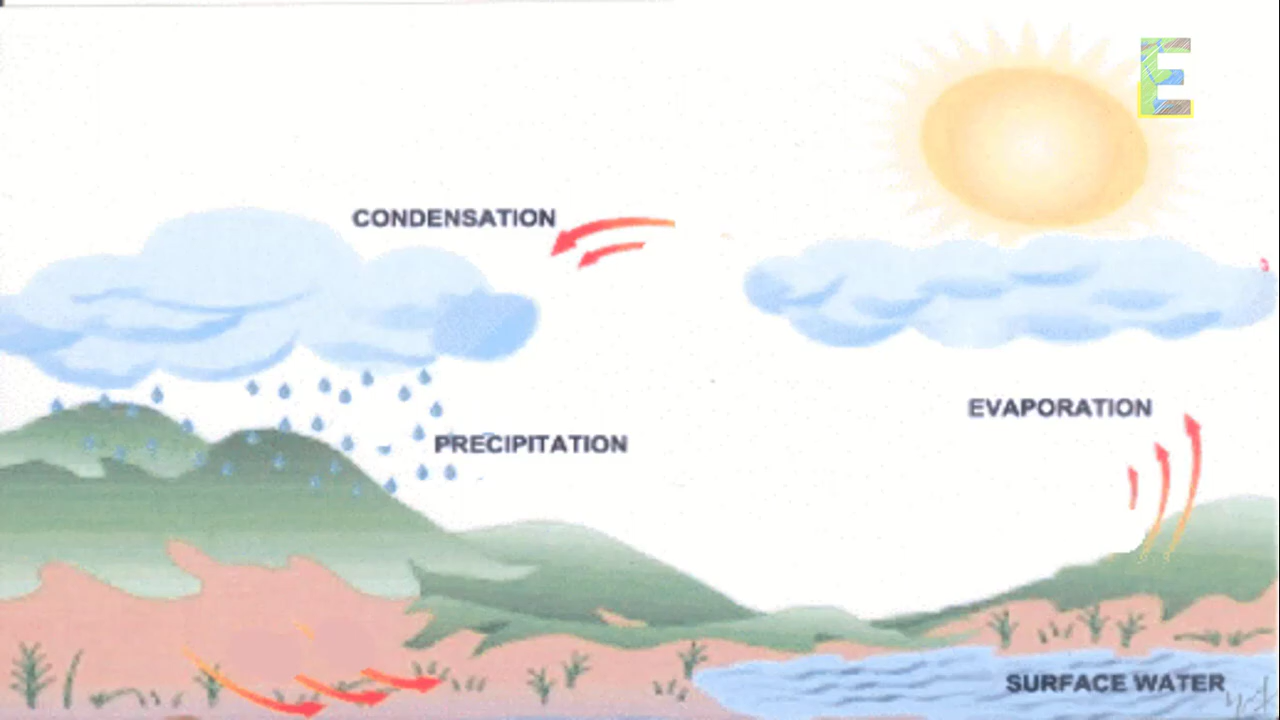 E
CONDENSATION
EVAPORATION
PRECIPITATION
SURFACE WATER